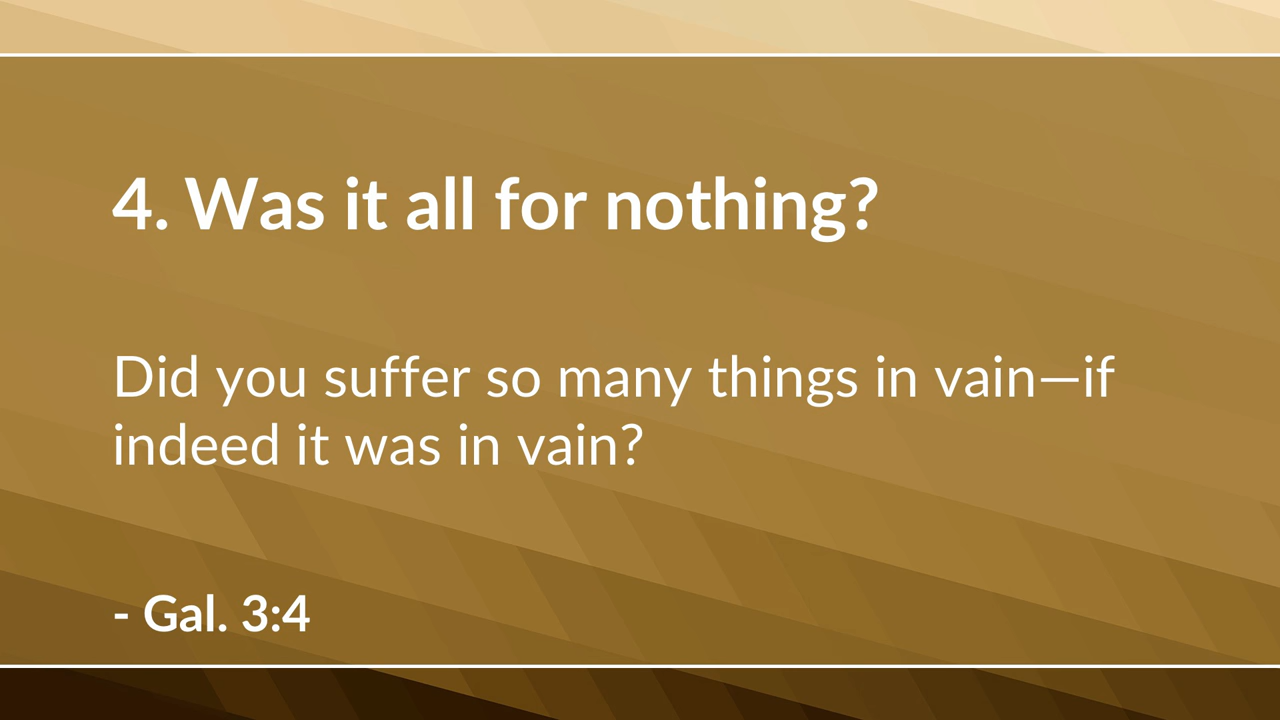 4. Was it all for nothing?
Did you suffer so many things in vain—if
indeed it was in vain?
- Gal. 3:4